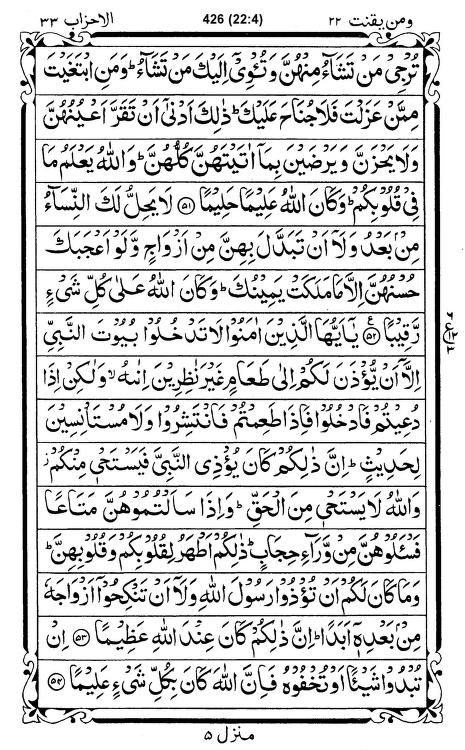 ومن يقنت ٢٢ 426 (22:4) الاحزاب ٣٣
تُرْجِىْ مَنْ تَشَآءُ مِنْهُنَّ وَتُـْٔوِىْٓ اِلَيْكَ مَنْ تَشَآءُ ؕ وَمَنِ ابْتَغَيْتَ
مِمَّنْ عَزَلْتَ فَلَا جُنَاحَ عَلَيْكَ ؕ ذٰلِكَ اَدْنٰٓى اَنْ تَقَرَّ اَعْيُنُهُنَّ
وَلَا يَحْزَنَّ وَيَرْضَيْنَ بِمَاۤ اٰتَيْتَهُنَّ كُلُّهُنَّ ؕ وَاللّٰهُ يَعْلَمُ مَا
فِىْ قُلُوْبِكُمْ ؕ وَكَانَ اللّٰهُ عَلِيْمًا حَلِيْمًا ﴿٥١﴾ لَا يَحِلُّ لَكَ النِّسَآءُ
مِنْۢ بَعْدُ وَلَاۤ اَنْ تَبَدَّلَ بِهِنَّ مِنْ اَزْوَاجٍ وَّلَوْ اَعْجَبَكَ
حُسْنُهُنَّ اِلَّا مَا مَلَكَتْ يَمِيْنُكَ ؕ وَكَانَ اللّٰهُ عَلٰى كُلِّ شَىْءٍ
رَّقِيْبًا ﴿٥٢﴾ ع يٰۤاَيُّهَا الَّذِيْنَ اٰمَنُوْا لَا تَدْخُلُوْا بُيُوْتَ النَّبِىِّ
اِلَّاۤ اَنْ يُّؤْذَنَ لَكُمْ اِلٰى طَعَامٍ غَيْرَ نٰظِرِيْنَ اِنٰٮهُ ۙ وَلٰكِنْ اِذَا
دُعِيْتُمْ فَادْخُلُوْا فَاِذَا طَعِمْتُمْ فَانْتَشِرُوْا وَلَا مُسْتَاْنِسِيْنَ
لِحَدِيْثٍ ؕ اِنَّ ذٰلِكُمْ كَانَ يُؤْذِى النَّبِىَّ فَيَسْتَحْىٖ مِنْكُمْ ؗ
وَاللّٰهُ لَا يَسْتَحْىٖ مِنَ الْحَقِّ ؕ وَاِذَا سَاَلْتُمُوْهُنَّ مَتَاعًا
فَسْـَٔلُوْهُنَّ مِنْ وَّرَآءِ حِجَابٍ ؕ ذٰلِكُمْ اَطْهَرُ لِقُلُوْبِكُمْ وَقُلُوْبِهِنَّ ؕ
وَمَا كَانَ لَكُمْ اَنْ تُؤْذُوْا رَسُوْلَ اللّٰهِ وَلَاۤ اَنْ تَنْكِحُوْۤا اَزْوَاجَهٗ
مِنْۢ بَعْدِهٖۤ اَبَدًا ؕ اِنَّ ذٰلِكُمْ كَانَ عِنْدَ اللّٰهِ عَظِيْمًا ﴿٥٣﴾ اِنْ
تُبْدُوْا شَيْـًٔا اَوْ تُخْفُوْهُ فَاِنَّ اللّٰهَ كَانَ بِكُلِّ شَىْءٍ عَلِيْمًا ﴿٥٤﴾
منزل ٥